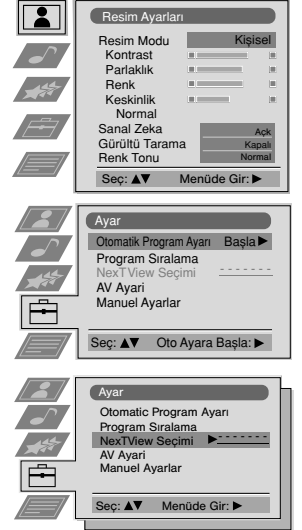 Resim Ayarları
Resim Modu Kişisel
Kontrast
Parlaklık
Renk
Keskinlik
Normal
Sanal Zeka Açk
Gürültü Tarama Kapalı
Renk Tonu Normal
Seç: ▲▼ Menüde Gir: ▶
Ayar
Otomatik Program Ayarı Başla ▶
Program Sıralama
NexTView Seçimi -------
AV Ayari
Manuel Ayarlar
Seç: ▲▼ Oto Ayara Başla: ▶
Ayar
Otomatic Program Ayarı
Program Sıralama
NexTView Seçimi ▶-------
AV Ayari
Manuel Ayarlar
Seç: ▲▼ Menüde Gir: ▶